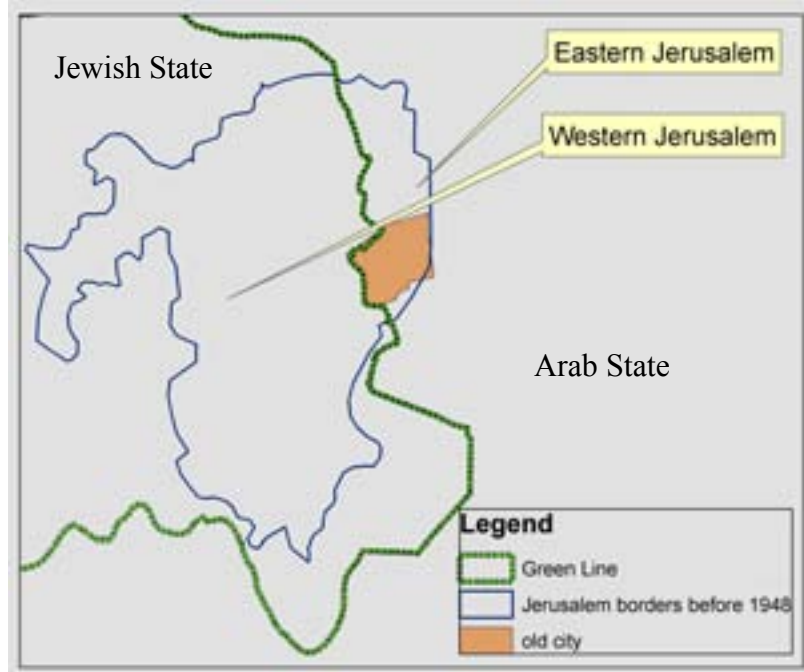 Jewish State
Eastern Jerusalem
Western Jerusalem
Arab State
Legend
Green Line
Jerusalem borders before 1948
old city